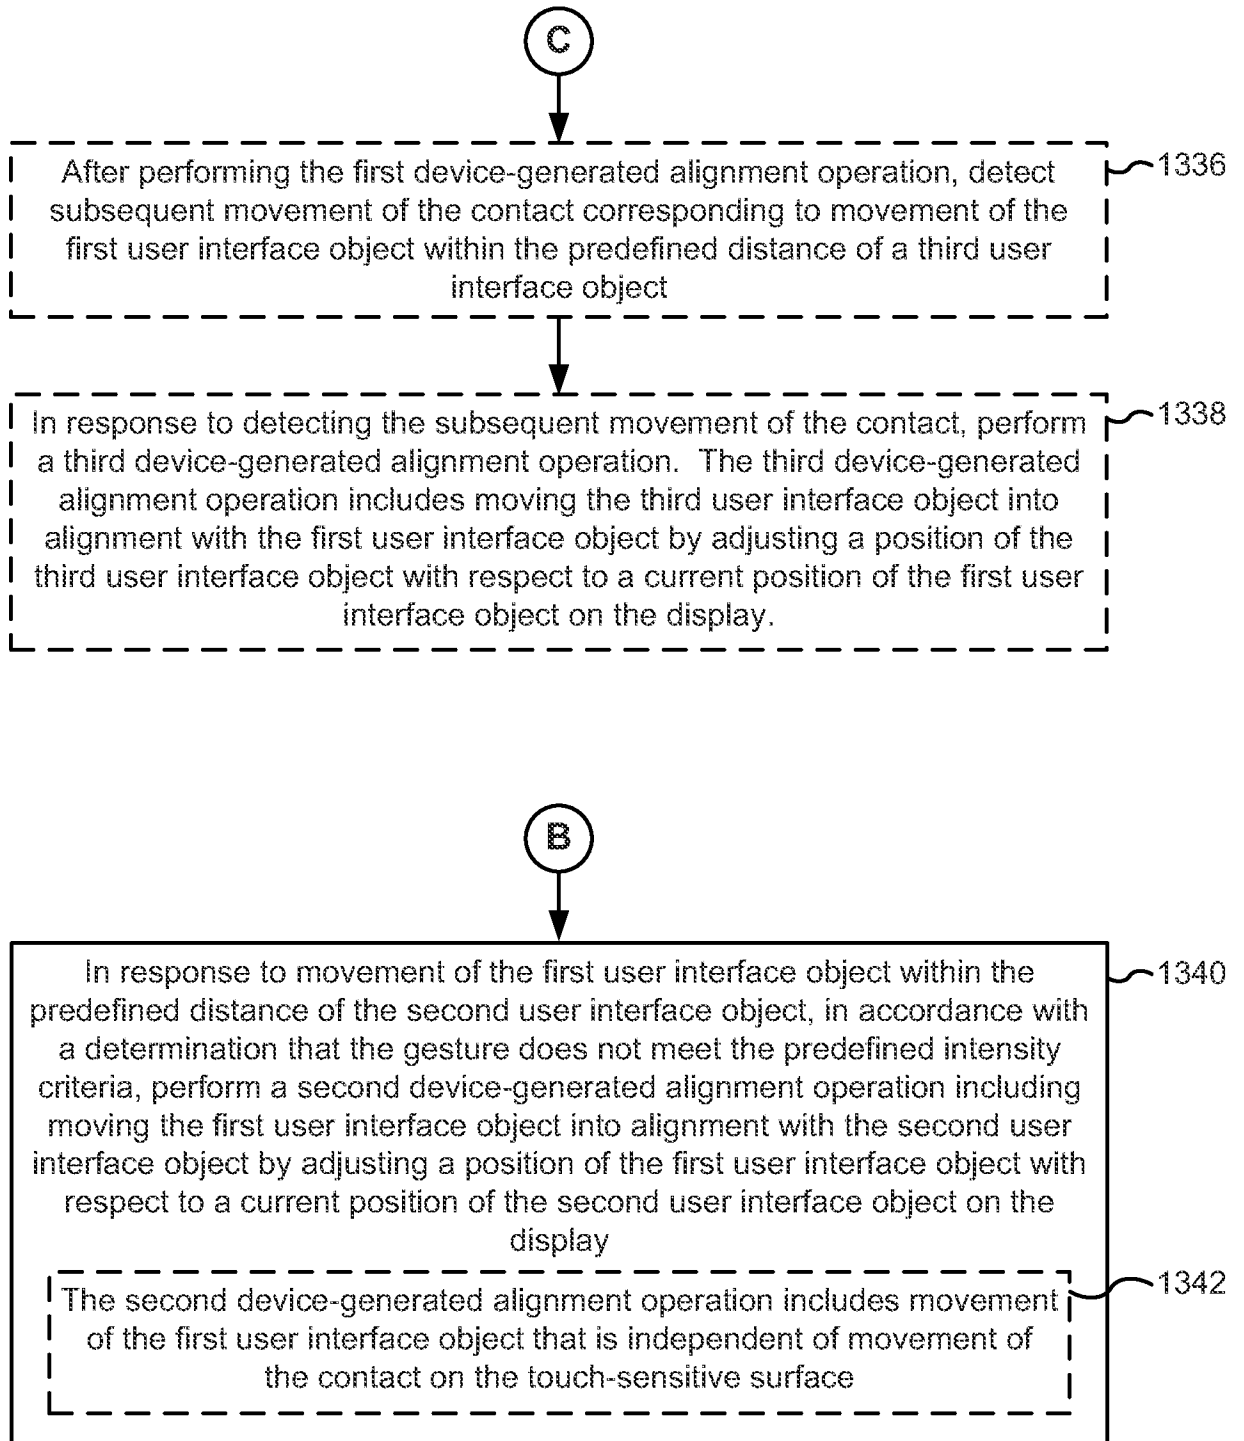 C
After performing the first device-generated alignment operation, detect
subsequent movement of the contact corresponding to movement of the
first user interface object within the predefined distance of a third user
interface object
1336
In response to detecting the subsequent movement of the contact, perform
a third device-generated alignment operation.  The third device-generated
alignment operation includes moving the third user interface object into
alignment with the first user interface object by adjusting a position of the
third user interface object with respect to a current position of the first user
interface object on the display.
1338
B
In response to movement of the first user interface object within the
predefined distance of the second user interface object, in accordance with
a determination that the gesture does not meet the predefined intensity
criteria, perform a second device-generated alignment operation including
moving the first user interface object into alignment with the second user
interface object by adjusting a position of the first user interface object with
respect to a current position of the second user interface object on the
display
1340
The second device-generated alignment operation includes movement
of the first user interface object that is independent of movement of
the contact on the touch-sensitive surface
1342